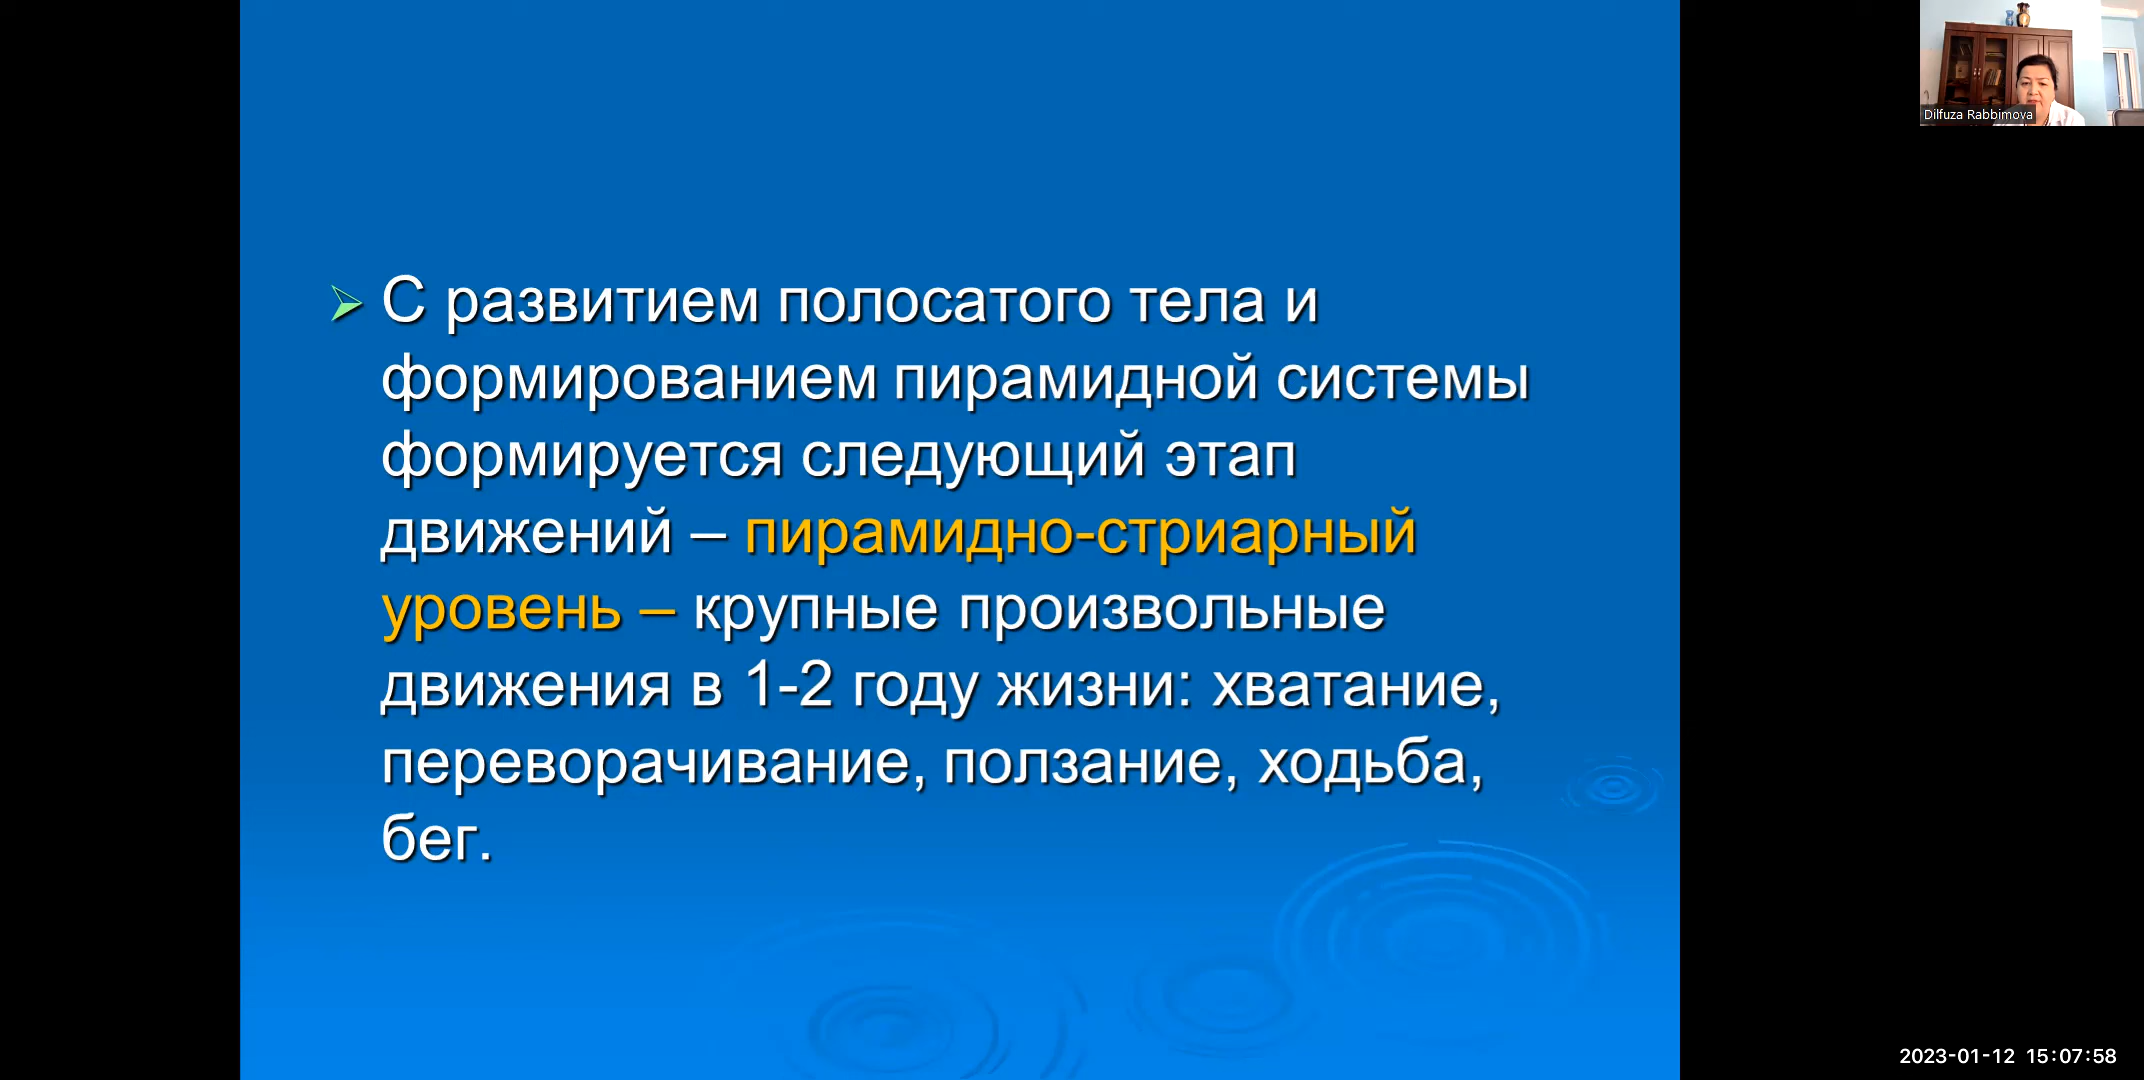 Dilfuza Rabbimova
С развитием полосатого тела и
формированием пирамидной системы
формируется следующий этап
движений – пирамидно-стриарный
уровень – крупные произвольные
движения в 1-2 году жизни: хватание,
переворачивание, ползание, ходьба,
бег.
2023-01-12 15:07:58